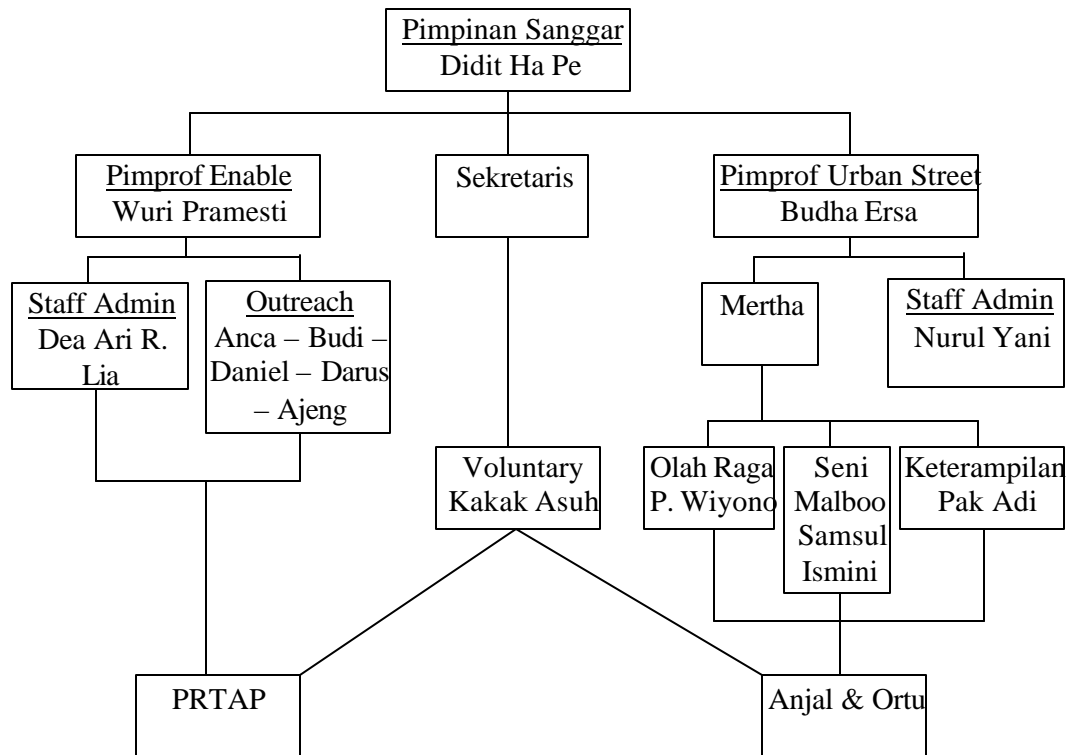 Pimpinan Sanggar
Didit Ha Pe
Pimprof Enable
Wuri Pramesti
Sekretaris
Pimprof Urban Street
Budha Ersa
Staff Admin
Dea Ari R.
Lia
Outreach
Anca – Budi –
Daniel – Darus
– Ajeng
Mertha
Staff Admin
Nurul Yani
Voluntary
Kakak Asuh
Olah Raga
P. Wiyono
Seni
Malboo
Samsul
Ismini
Keterampilan
Pak Adi
PRTAP
Anjal & Ortu